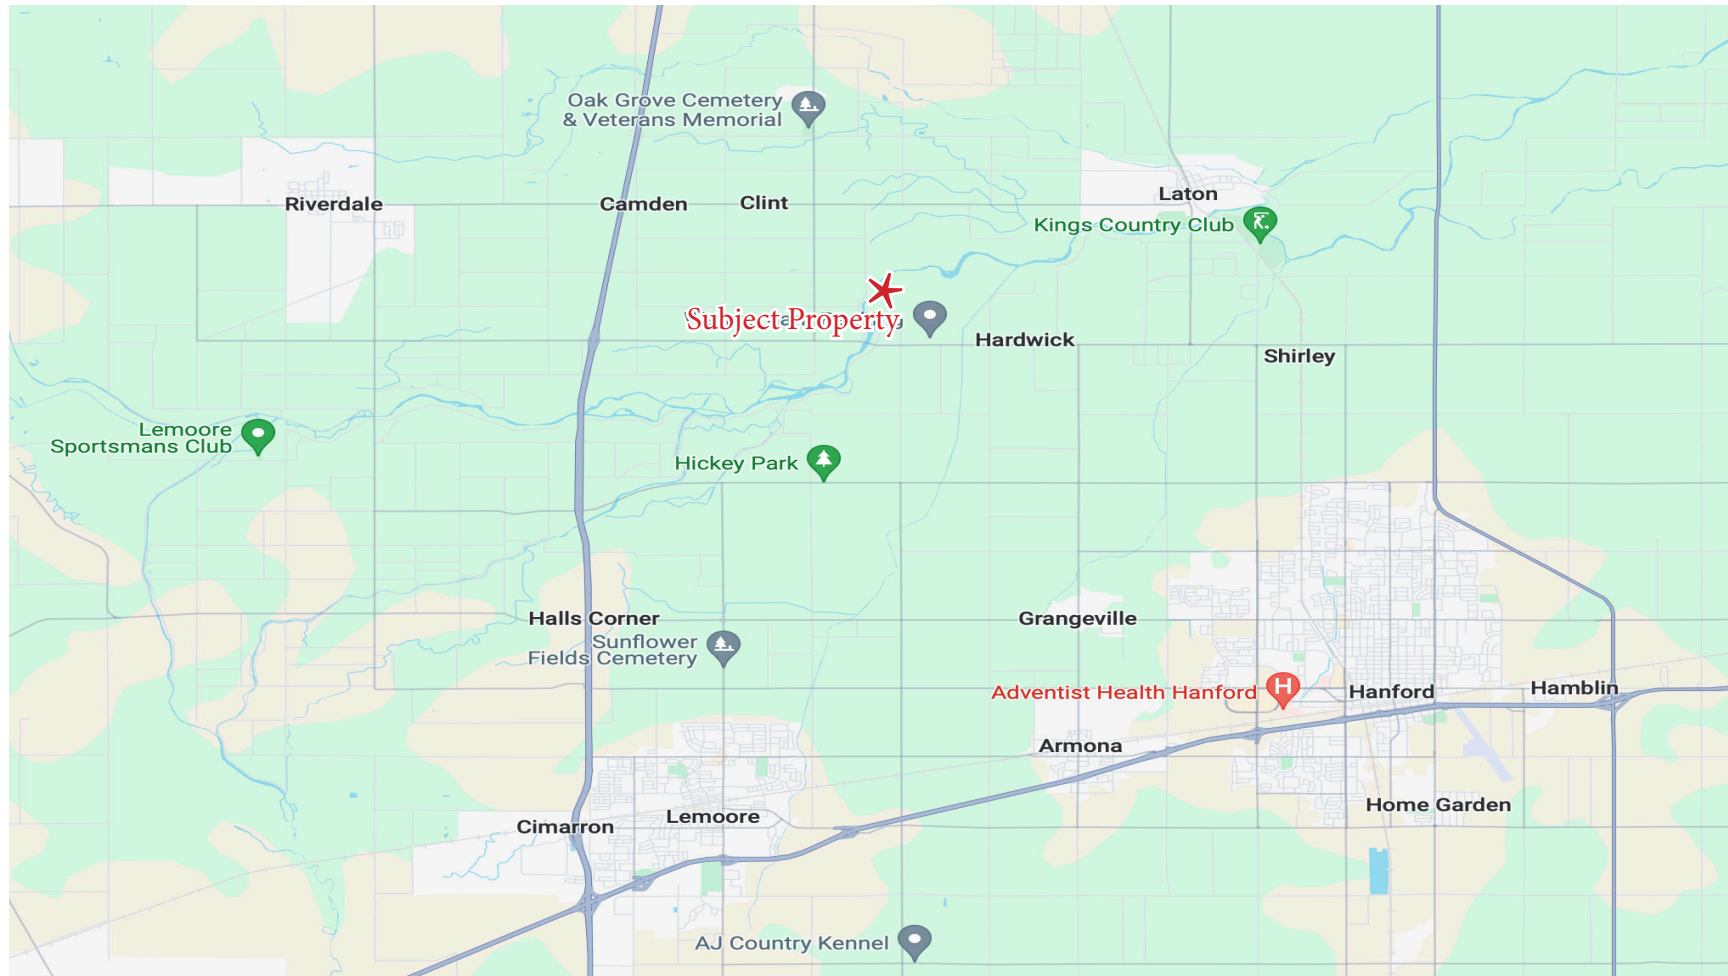 Oak Grove Cemetery
& Veterans Memorial
Riverdale
Camden
Clint
Laton
Kings Country Club
Subject Property
Hardwick
Shirley
Lemoore
Sportsmans Club
Hickey Park
Halls Corner
Sunflower
Fields Cemetery
Grangeville
Adventist Health Hanford
H
Hanford
Hamblin
Armona
Home Garden
Cimarron
Lemoore
AJ Country Kennel